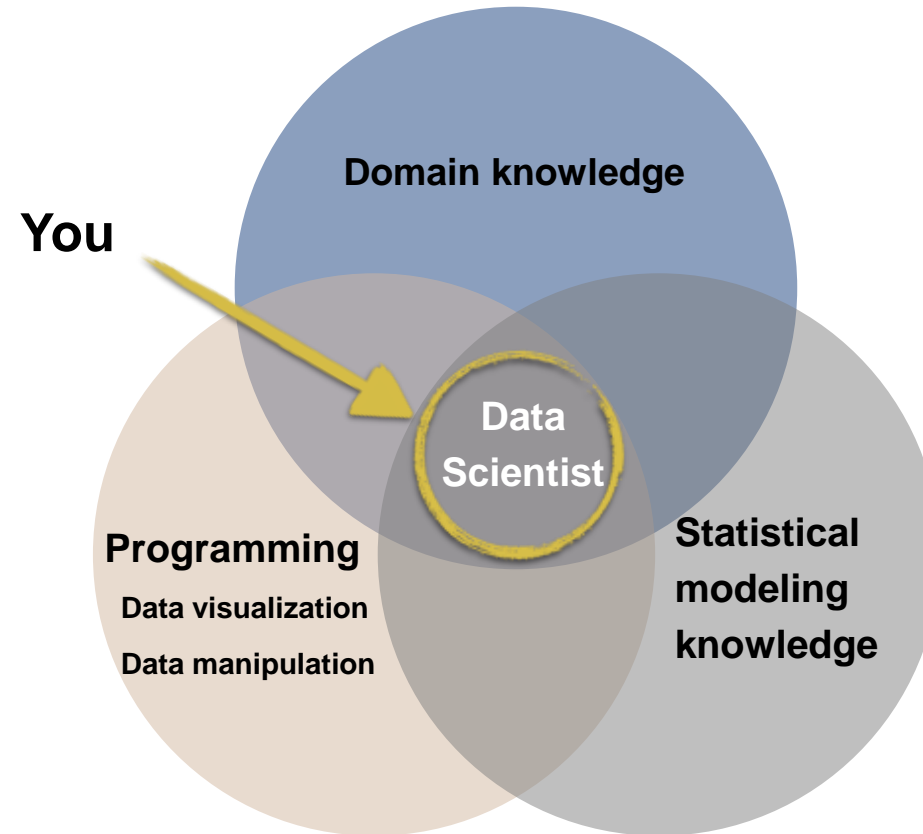 Domain knowledge
You
Data
Scientist
Programming
Data visualization
Data manipulation
Statistical
modeling
knowledge